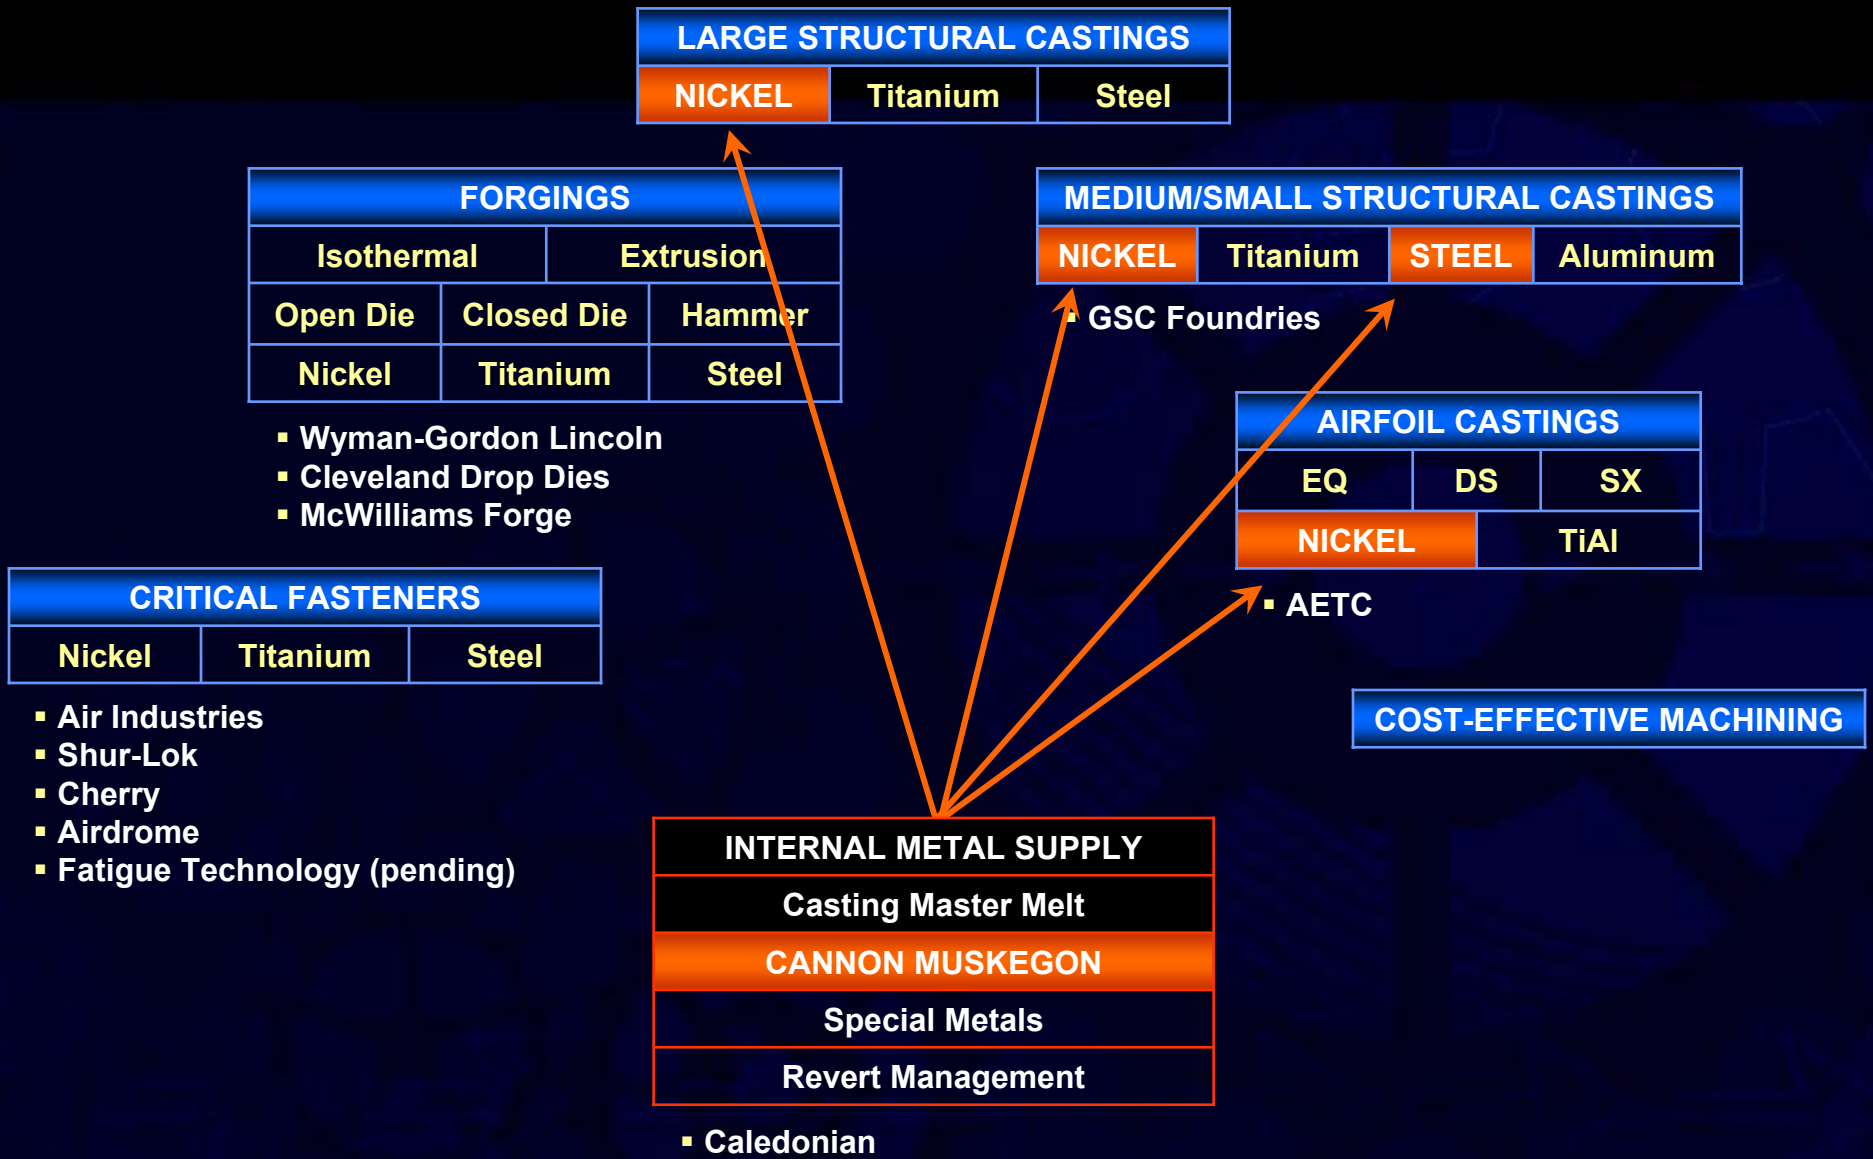 LARGE STRUCTURAL CASTINGS
NICKEL Titanium Steel
FORGINGS
Isothermal Extrusion
Open Die Closed Die Hammer
Nickel Titanium Steel
▪ Wyman-Gordon Lincoln
▪ Cleveland Drop Dies
▪ McWilliams Forge
MEDIUM/SMALL STRUCTURAL CASTINGS
NICKEL Titanium STEEL Aluminum
▪ GSC Foundries
AIRFOIL CASTINGS
EQ DS SX
NICKEL TiAl
▪ AETC
CRITICAL FASTENERS
Nickel Titanium Steel
▪ Air Industries
▪ Shur-Lok
▪ Cherry
▪ Airdrome
▪ Fatigue Technology (pending)
COST-EFFECTIVE MACHINING
INTERNAL METAL SUPPLY
Casting Master Melt
CANNON MUSKEGON
Special Metals
Revert Management
▪ Caledonian